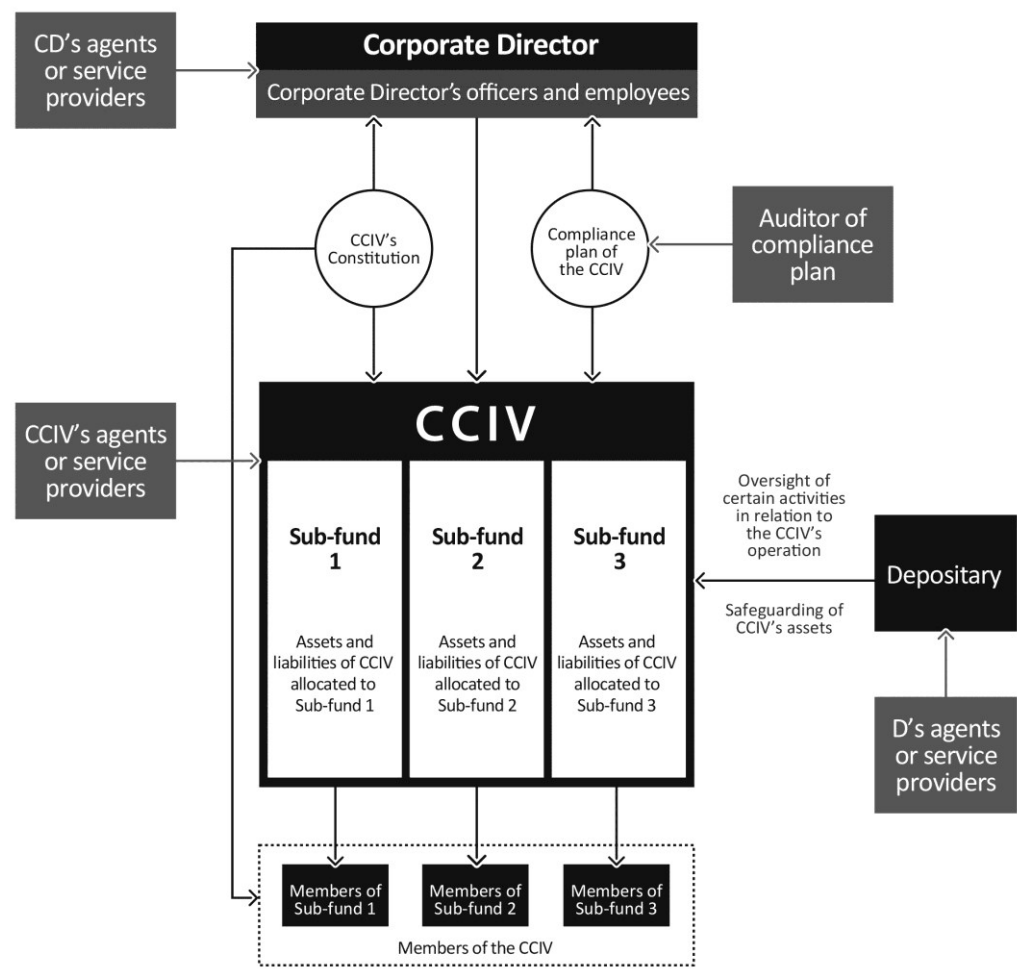 CD’s agents
or service
providers
Corporate Director
Corporate Director’s officers and employees
CCIV’s
Constitution
Compliance
plan of
the CCIV
Auditor of
compliance
plan
CCIV’s agents
or service
providers
CCIV
Sub-fund
1
Assets and
liabilities of CCIV
allocated to
Sub-fund 1
Sub-fund
2
Assets and
liabilities of CCIV
allocated to
Sub-fund 2
Sub-fund
3
Assets and
liabilities of CCIV
allocated to
Sub-fund 3
Oversight of
certain activities
in relation to
the CCIV’s
operation
Safeguarding of
CCIV’s assets
Depositary
D’s agents
or service
providers
Members of
Sub-fund 1
Members of
Sub-fund 2
Members of
Sub-fund 3
Members of the CCIV